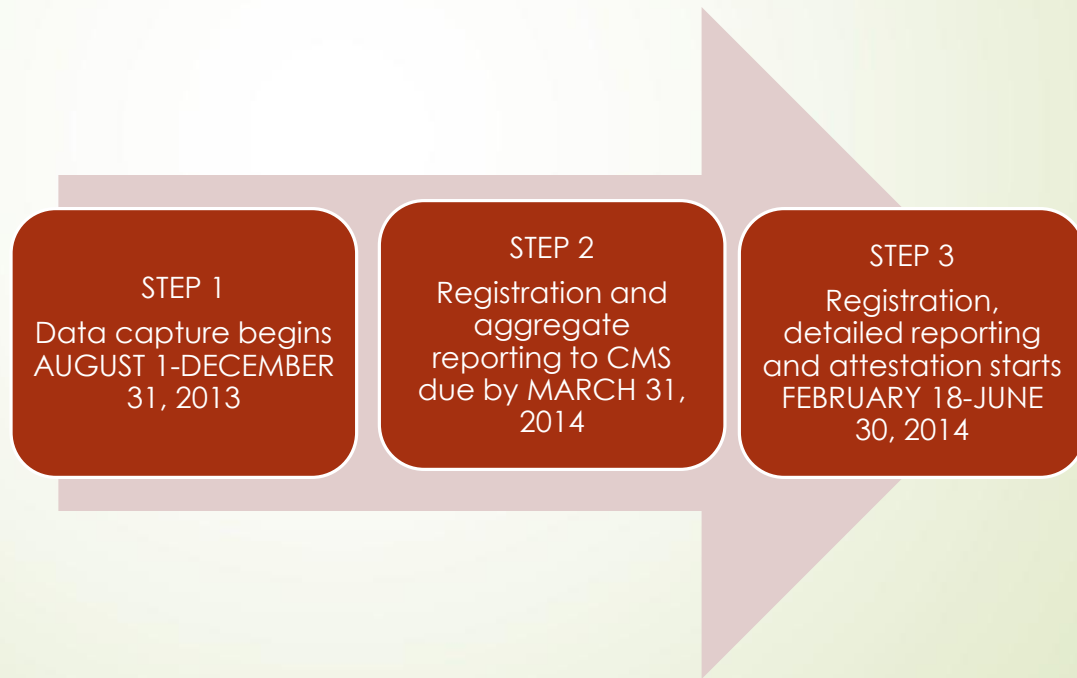 STEP 1
Data capture begins
AUGUST 1-DECEMBER
31, 2013
STEP 2
Registration and
aggregate
reporting to CMS
due by MARCH 31,
2014
STEP 3
Registration,
detailed reporting
and attestation starts
FEBRUARY 18-JUNE
30, 2014